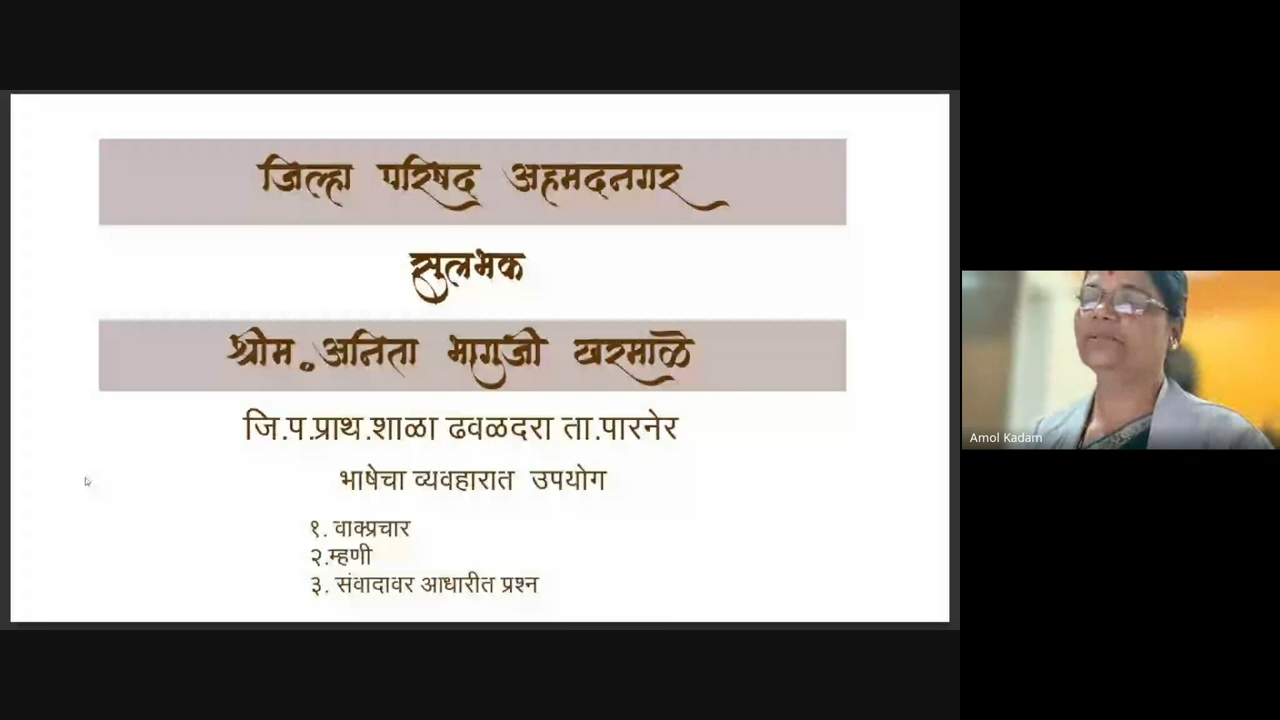 जिल्हा परिषद अहमदनगर
सुलभक
श्रीम. अनिता भागुजी खरमाळे
जि.प.प्राथ.शाळा ढवळदरा ता.पारनेर
भाषेचा व्यवहारात उपयोग
१. वाक्प्रचार
२.म्हणी
३. संवादावर आधारीत प्रश्न
Amol Kadam